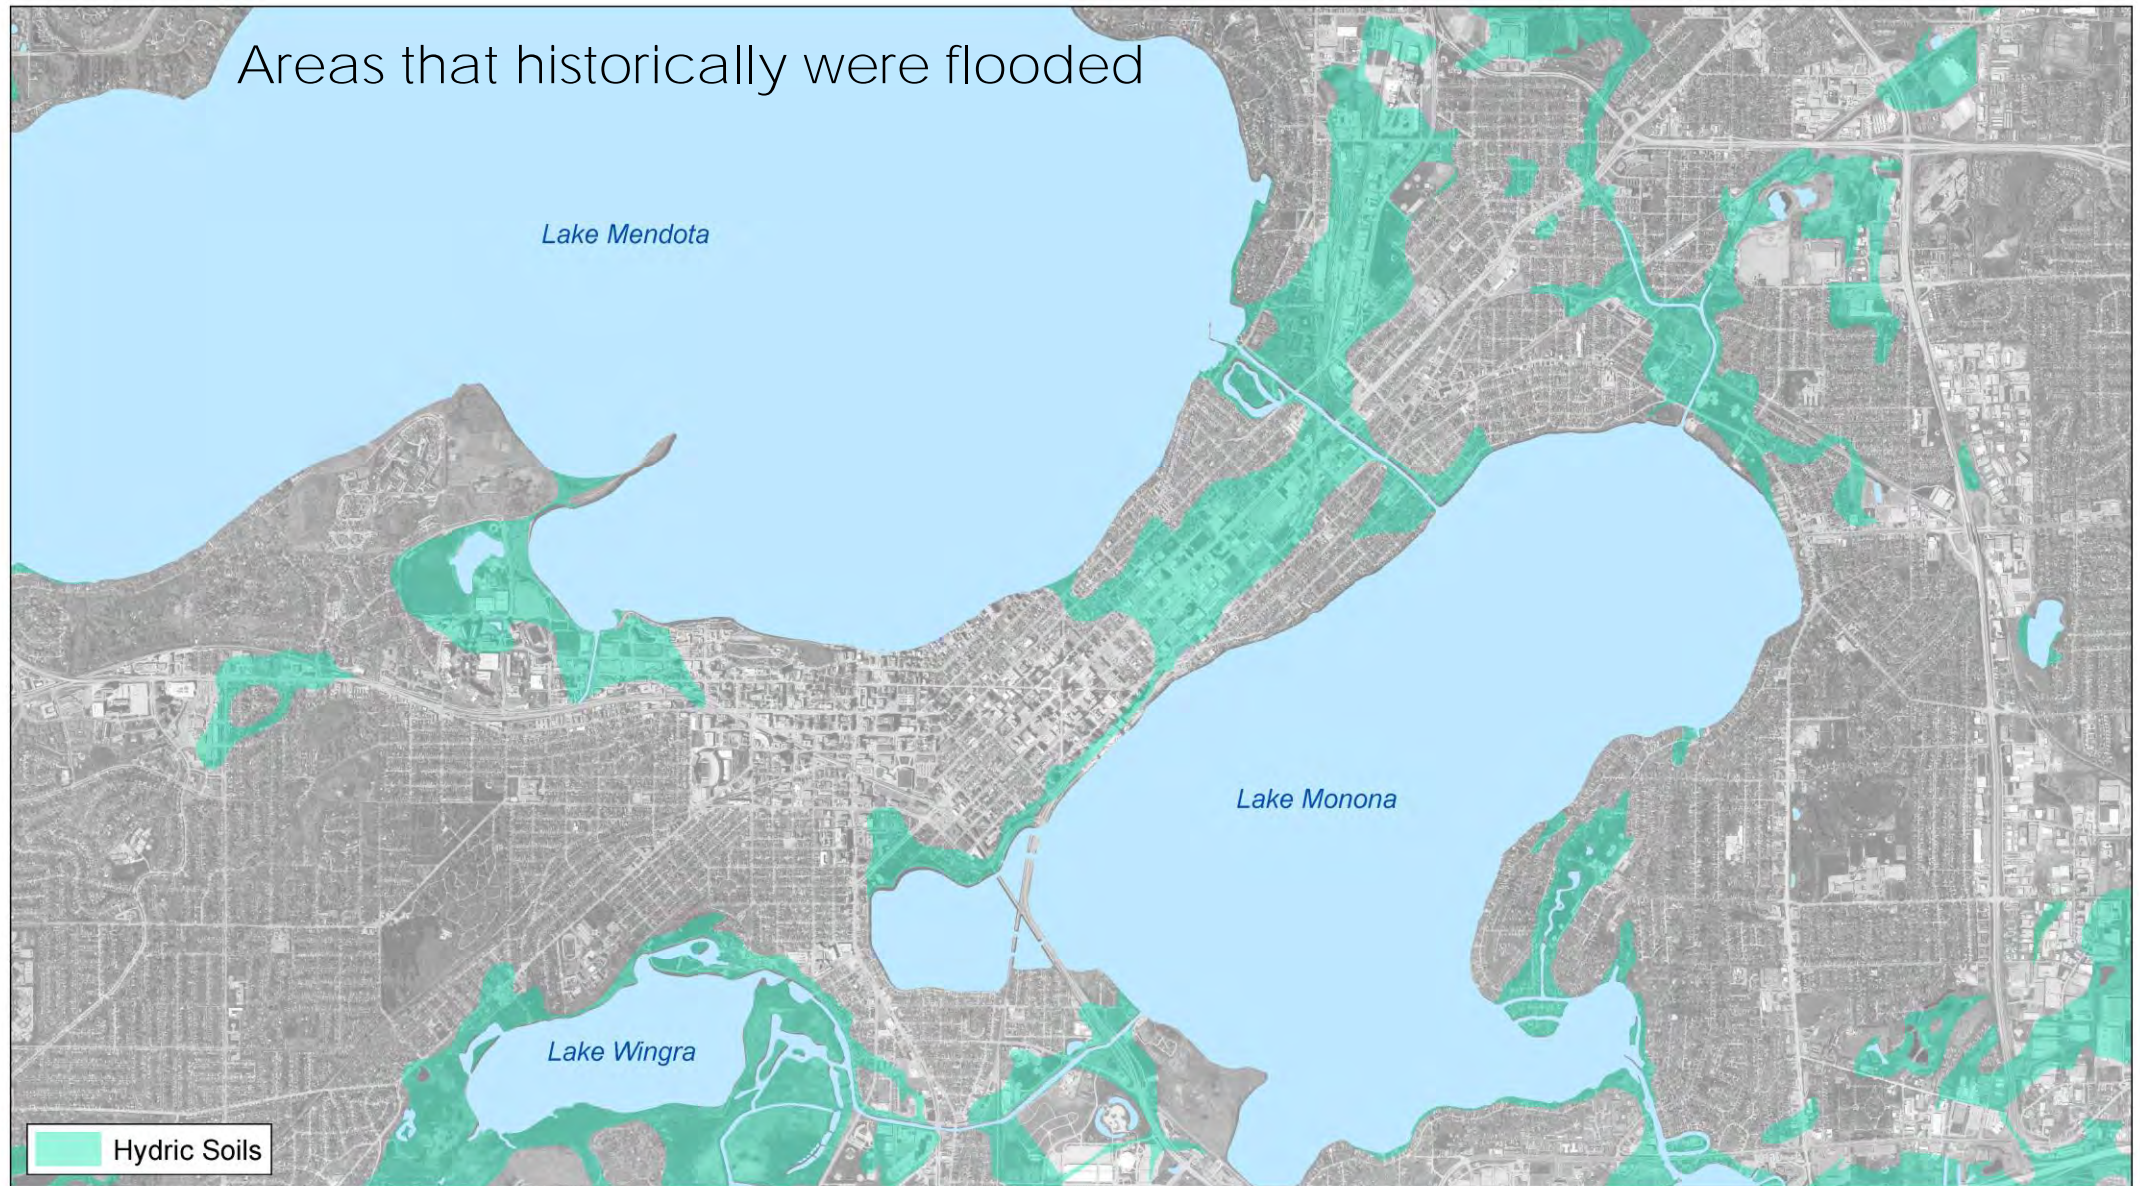 Areas that historically were flooded
Lake Mendota
Lake Monona
Lake Wingra
Hydric Soils